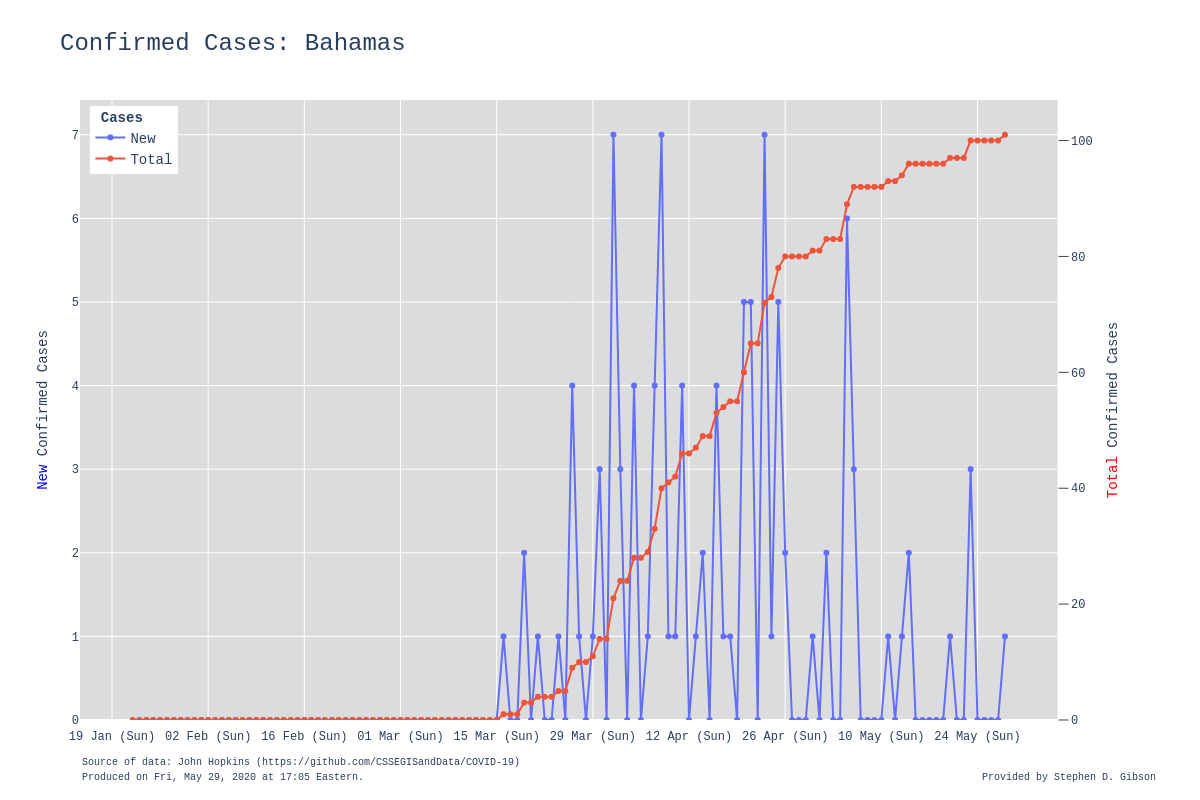 Confirmed Cases: Bahamas
Cases
New
Total
7
6
5
4
3
2
1
0
New Confirmed Cases
100
80
60
40
20
0
Total Confirmed Cases
19 Jan (Sun) 02 Feb (Sun) 16 Feb (Sun) 01 Mar (Sun) 15 Mar (Sun) 29 Mar (Sun) 12 Apr (Sun) 26 Apr (Sun) 10 May (Sun) 24 May (Sun)
Source of data: John Hopkins (https://github.com/CSSEGISandData/COVID-19)
Produced on Fri, May 29, 2020 at 17:05 Eastern.
Provided by Stephen D. Gibson